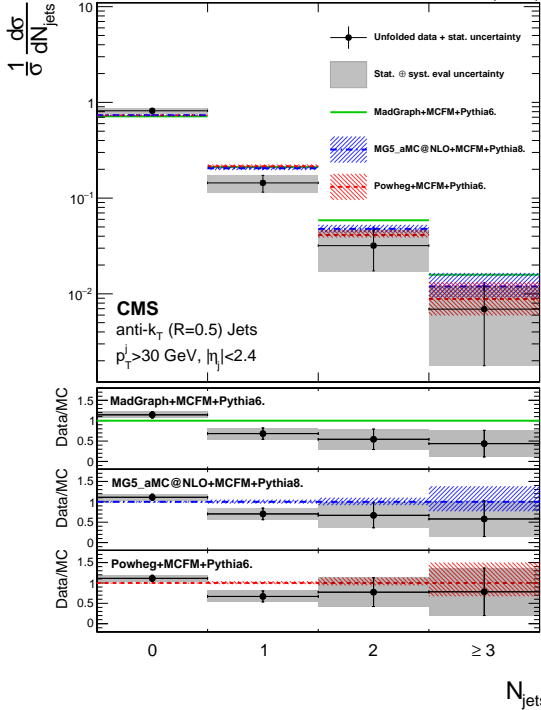 1/σ dσ/dN_jets
Unfolded data + stat. uncertainty
Stat. ⊕ syst. eval uncertainty
MadGraph+MCFM+Pythia6.
MG5_aMC@NLO+MCFM+Pythia8.
Powheg+MCFM+Pythia6.
10
1
10⁻¹
10⁻²
CMS
anti-k_T (R=0.5) Jets
p_T^j>30 GeV, |η_j|<2.4
Data/MC
1.5
1
0.5
0
MadGraph+MCFM+Pythia6.
Data/MC
1.5
1
0.5
0
MG5_aMC@NLO+MCFM+Pythia8.
Data/MC
1.5
1
0.5
0
Powheg+MCFM+Pythia6.
0 1 2 ≥ 3
N_jets